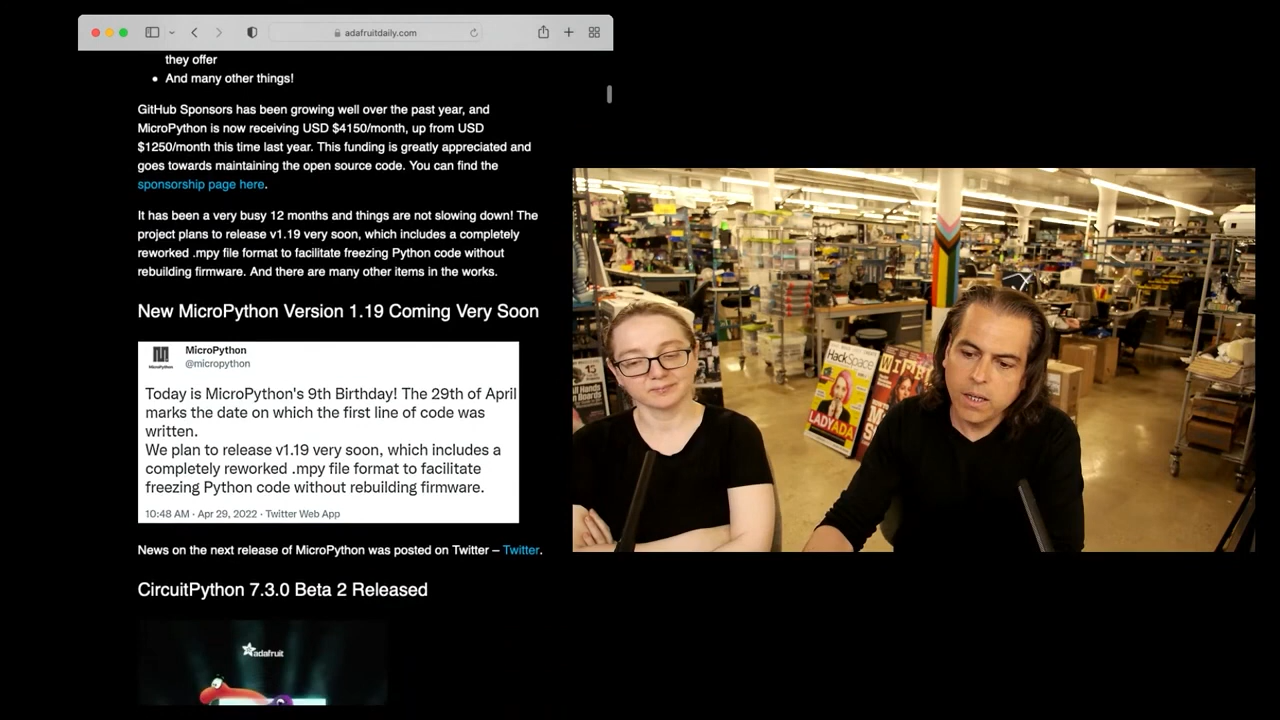 adafruitdaily.com
they offer
• And many other things!
GitHub Sponsors has been growing well over the past year, and
MicroPython is now receiving USD $4150/month, up from USD
$1250/month this time last year. This funding is greatly appreciated and
goes towards maintaining the open source code. You can find the
sponsorship page here.
It has been a very busy 12 months and things are not slowing down! The
project plans to release v1.19 very soon, which includes a completely
reworked .mpy file format to facilitate freezing Python code without
rebuilding firmware. And there are many other items in the works.
New MicroPython Version 1.19 Coming Very Soon
MicroPython
@micropython
Today is MicroPython's 9th Birthday! The 29th of April
marks the date on which the first line of code was
written.
We plan to release v1.19 very soon, which includes a
completely reworked .mpy file format to facilitate
freezing Python code without rebuilding firmware.
10:48 AM · Apr 29, 2022 · Twitter Web App
News on the next release of MicroPython was posted on Twitter – Twitter.
CircuitPython 7.3.0 Beta 2 Released
adafruit
HackSpace
LADYADA
WIRED
15
All Hands
on Boards